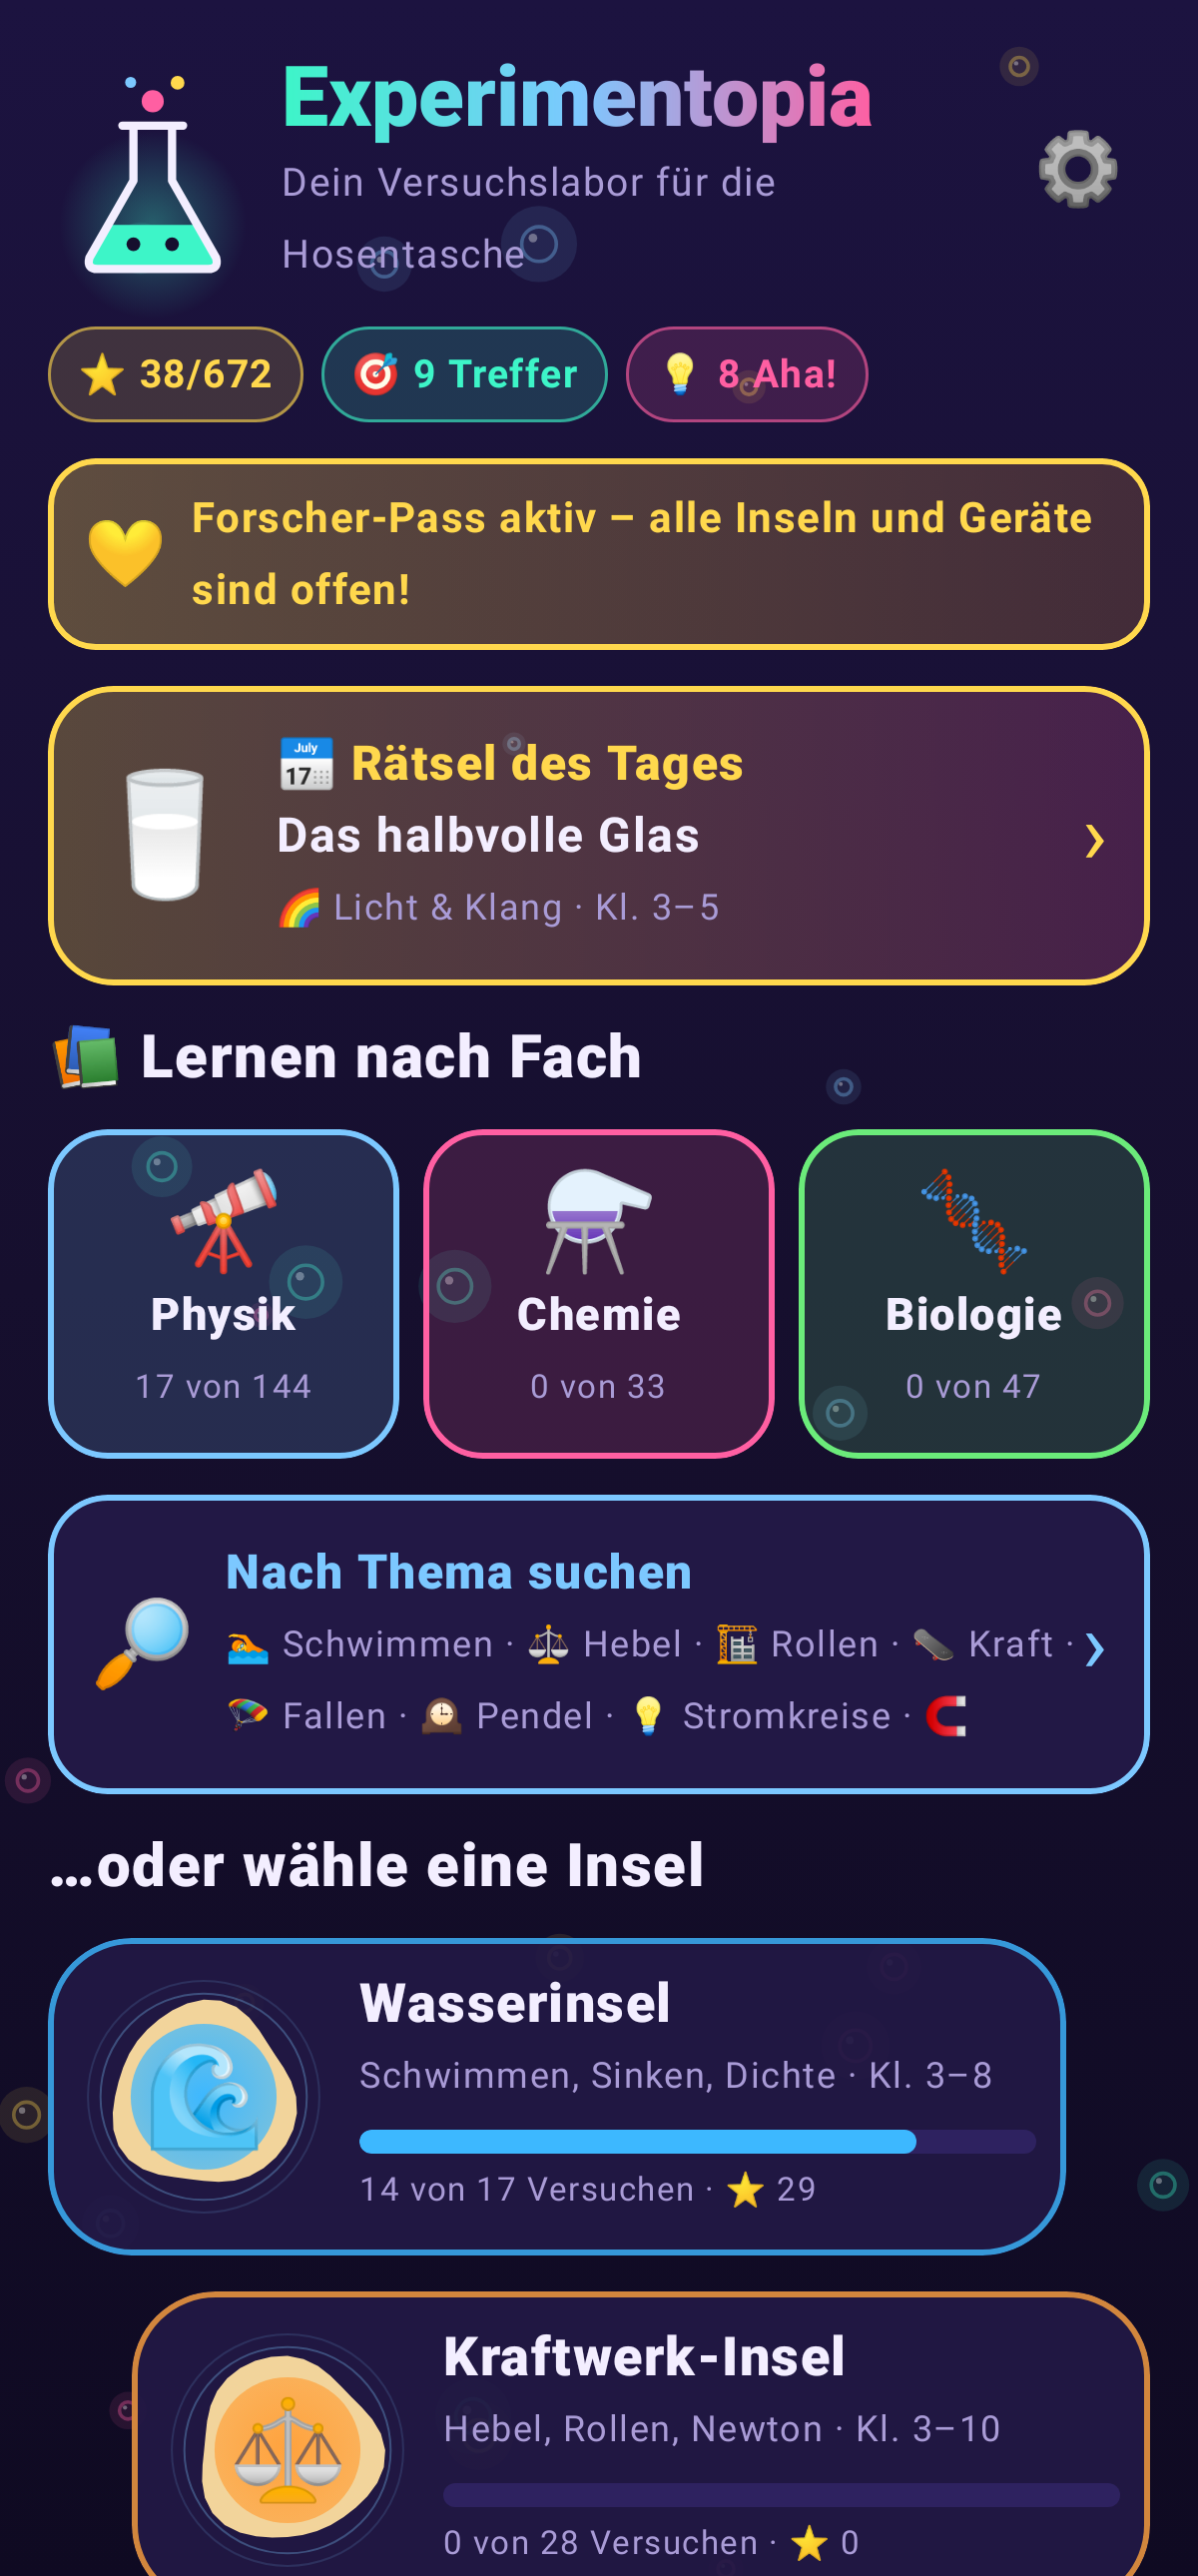 Experimentopia
Dein Versuchslabor für die
Hosentasche
⭐ 38/672 🎯 9 Treffer 💡 8 Aha!
💛 Forscher-Pass aktiv – alle Inseln und Geräte
sind offen!
July 17 Rätsel des Tages
Das halbvolle Glas
🌈 Licht & Klang · Kl. 3–5
›
📚 Lernen nach Fach
Physik
17 von 144
Chemie
0 von 33
Biologie
0 von 47
Nach Thema suchen
🏊 Schwimmen · ⚖️ Hebel · 🏗️ Rollen · 🛹 Kraft ·
🪂 Fallen · 🕰️ Pendel · 💡 Stromkreise · 🧲
›
…oder wähle eine Insel
Wasserinsel
Schwimmen, Sinken, Dichte · Kl. 3–8
14 von 17 Versuchen · ⭐ 29
Kraftwerk-Insel
Hebel, Rollen, Newton · Kl. 3–10
0 von 28 Versuchen · ⭐ 0